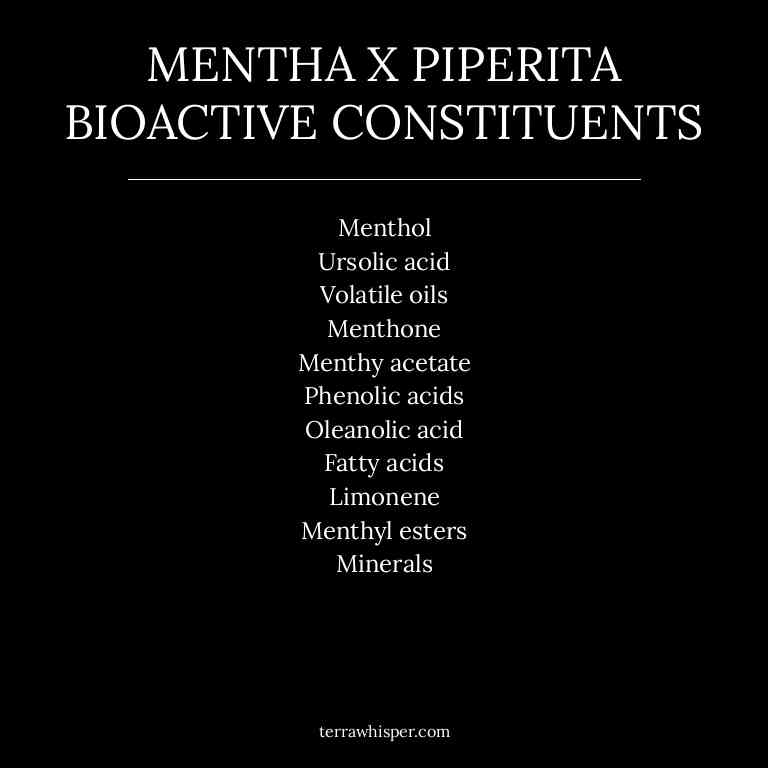 MENTHA X PIPERITA
BIOACTIVE CONSTITUENTS
Menthol
Ursolic acid
Volatile oils
Menthone
Menthy acetate
Phenolic acids
Oleanolic acid
Fatty acids
Limonene
Menthyl esters
Minerals
terrawhisper.com